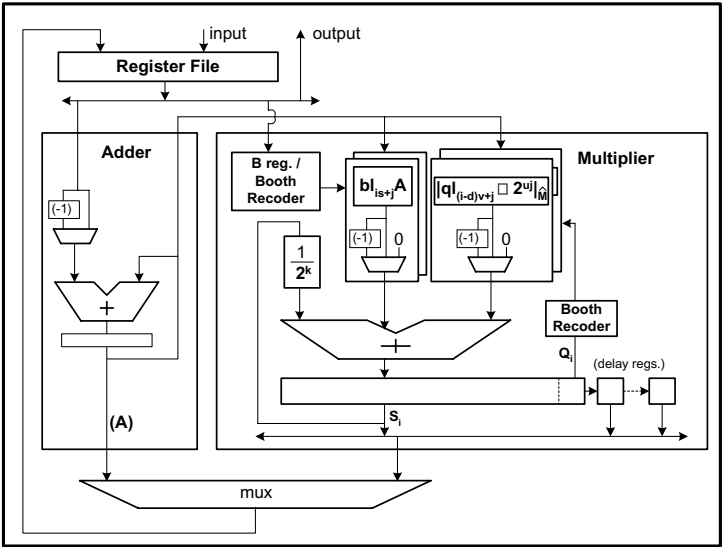 input
output
Register File
Adder
Multiplier
B reg. /
Booth
Recoder
bl_{is+j}A
|ql_{(i-d)v+j} □ 2^{uj}|_{M̂}
(-1)
(-1)
0
(-1)
0
1
2^k
+
+
Booth
Recoder
Q_i
(delay regs.)
S_i
(A)
mux